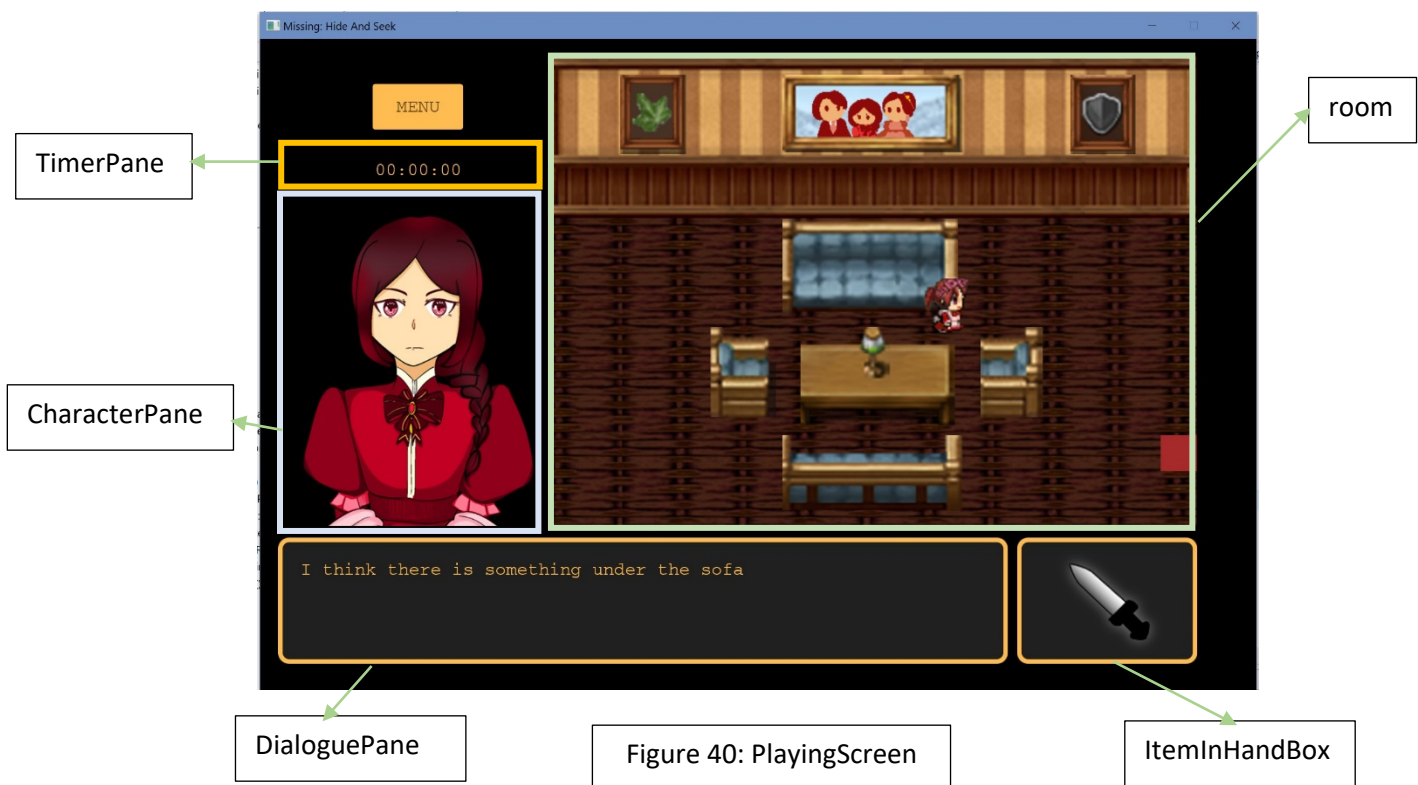 Missing: Hide And Seek
MENU
room
TimerPane
00:00:00
CharacterPane
I think there is something under the sofa
DialoguePane
Figure 40: PlayingScreen
ItemInHandBox